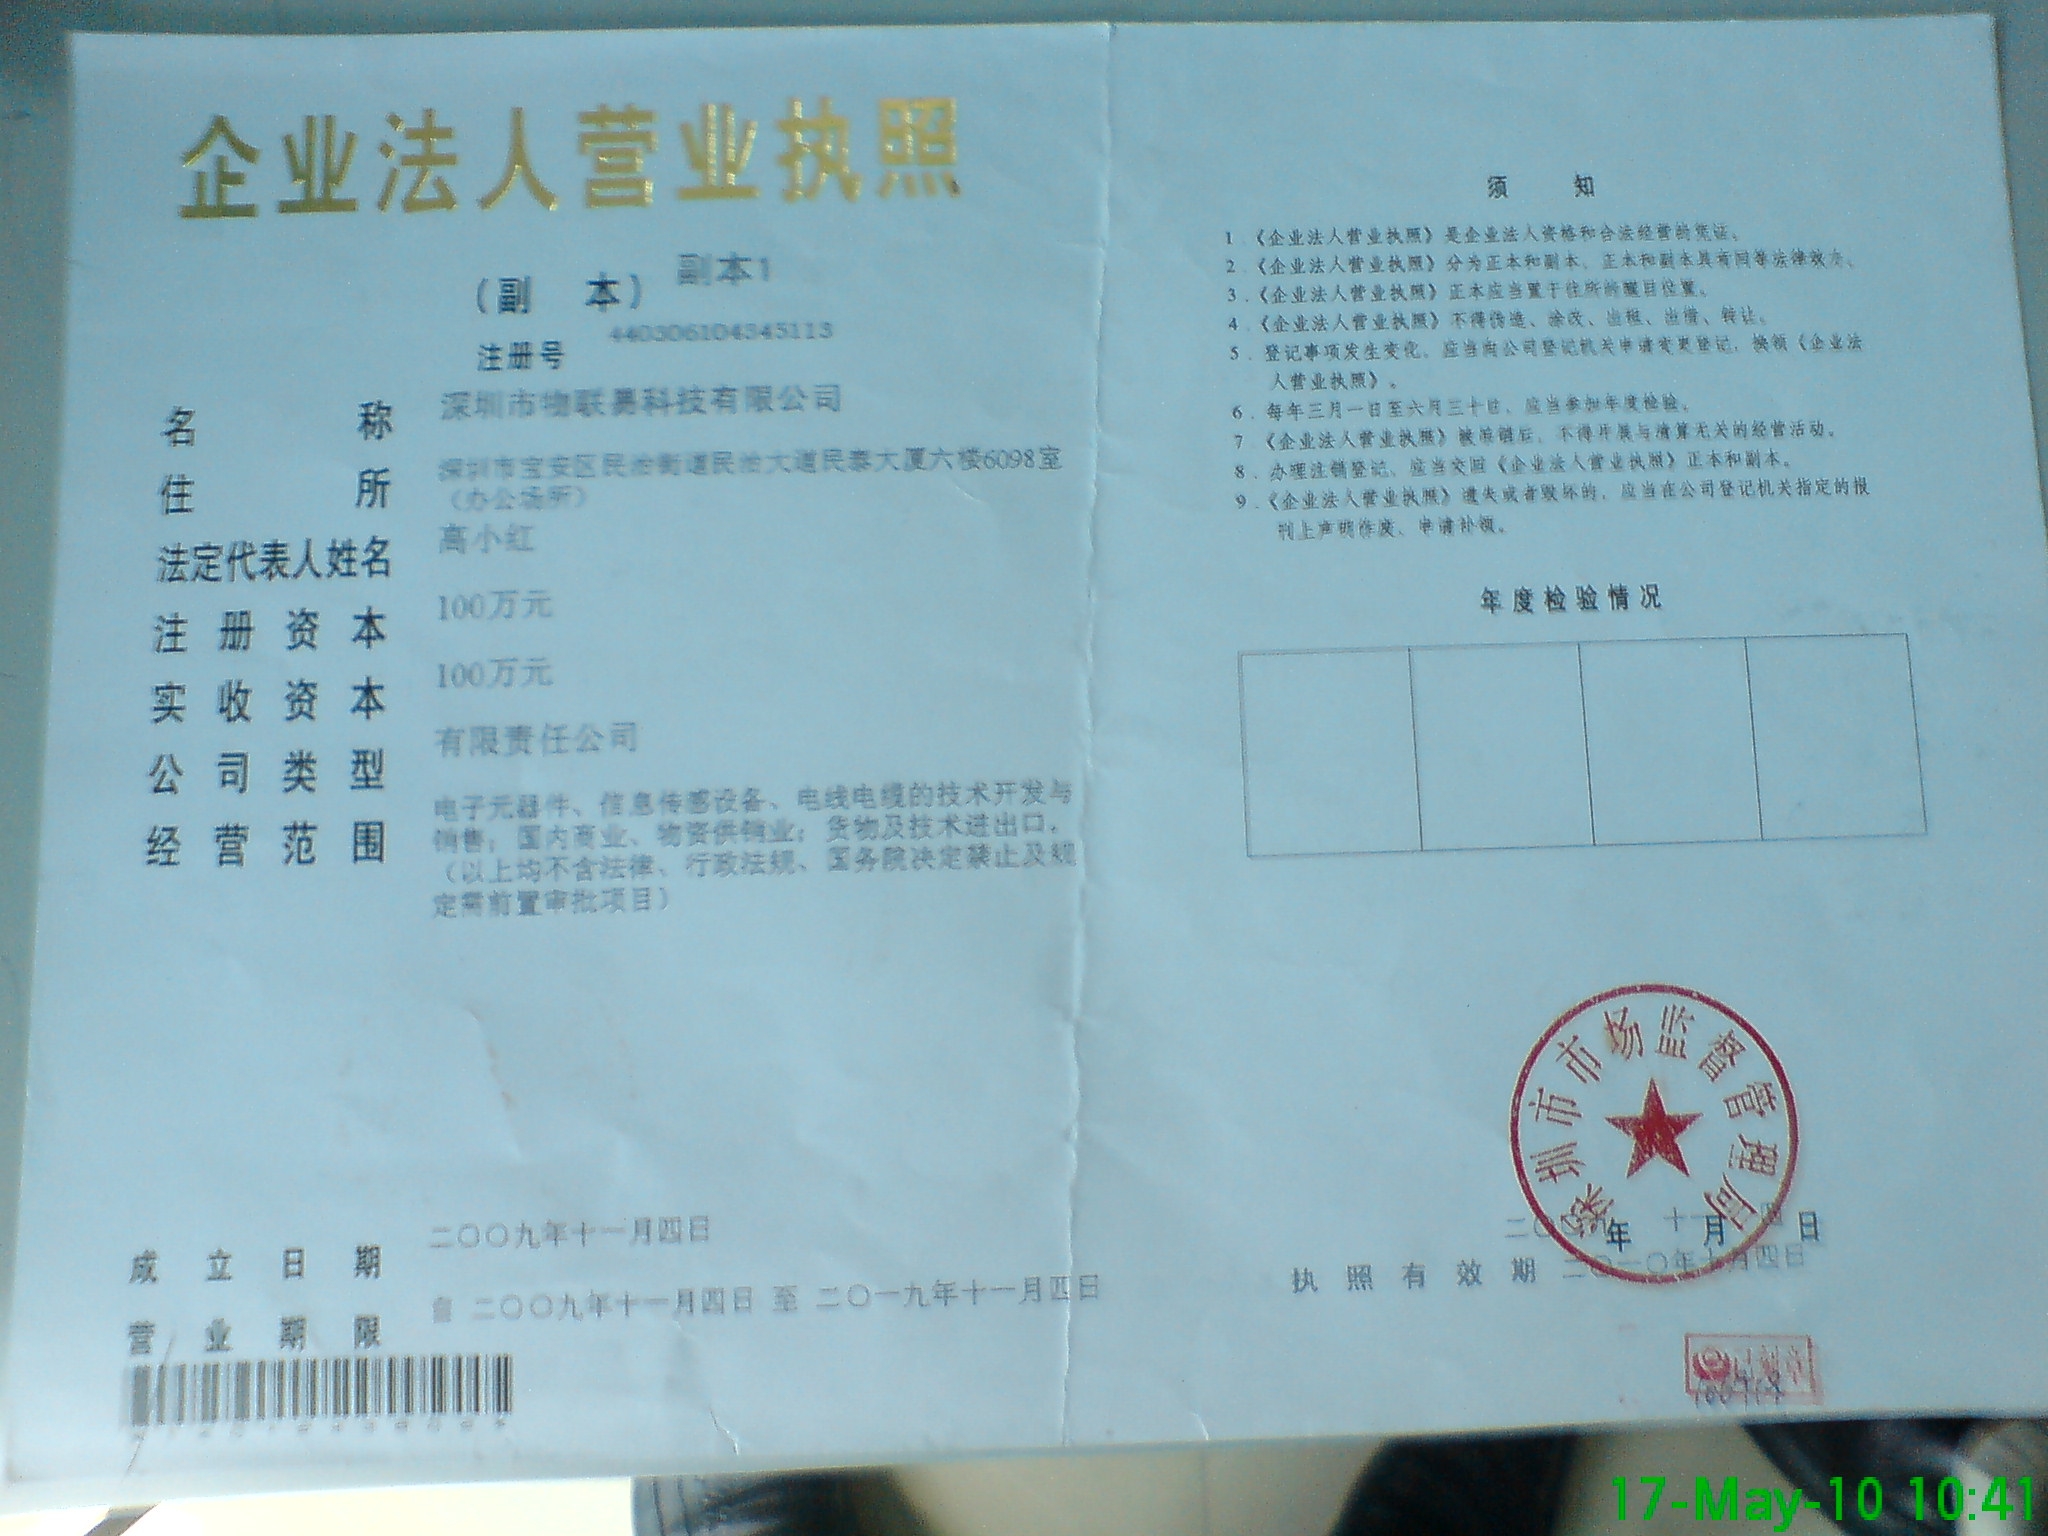 企业法人营业执照
(副 本) 副本1
注册号 440306104345113
名称 深圳市物联易科技有限公司
住所 深圳市宝安区民治街道民治大道民泰大厦六楼6098室
（办公场所）
法定代表人姓名 高小红
注册资本 100万元
实收资本 100万元
公司类型 有限责任公司
经营范围 电子元器件、信息传感设备、电线电缆的技术开发与
销售；国内商业、物资供销业；货物及技术进出口。
（以上均不含法律、行政法规、国务院决定禁止及规
定需前置审批项目）
成立日期 二〇〇九年十一月四日
营业期限 自 二〇〇九年十一月四日 至 二〇一九年十一月四日
须 知
1．《企业法人营业执照》是企业法人资格和合法经营的凭证。
2．《企业法人营业执照》分为正本和副本，正本和副本具有同等法律效力。
3．《企业法人营业执照》正本应当置于住所的醒目位置。
4．《企业法人营业执照》不得伪造、涂改、出租、出借、转让。
5．登记事项发生变化，应当向公司登记机关申请变更登记，换领《企业法
人营业执照》。
6．每年三月一日至六月三十日，应当参加年度检验。
7．《企业法人营业执照》被吊销后，不得开展与清算无关的经营活动。
8．办理注销登记，应当交回《企业法人营业执照》正本和副本。
9．《企业法人营业执照》遗失或者毁坏的，应当在公司登记机关指定的报
刊上声明作废、申请补领。
年度检验情况
深圳市市场监督管理局
二〇〇九年十一月四日
执照有效期 二〇一〇年十一月四日
17-May-10 10:41